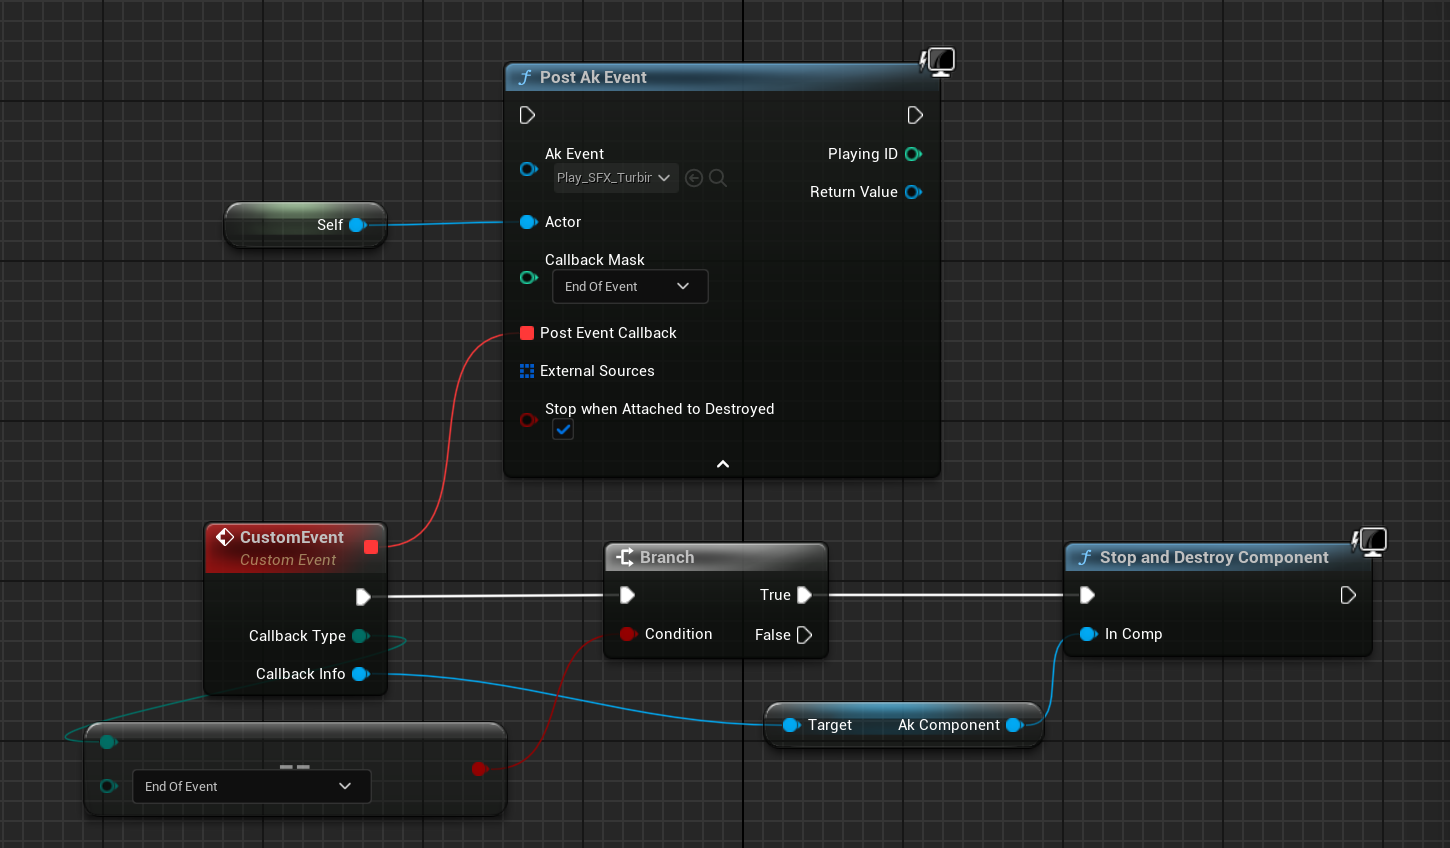 Post Ak Event
Ak Event
Playing ID
Play_SFX_Turbir
Return Value
Self
Actor
Callback Mask
End Of Event
Post Event Callback
External Sources
Stop when Attached to Destroyed
CustomEvent
Custom Event
Branch
Stop and Destroy Component
True
Callback Type
Condition
False
In Comp
Callback Info
Target
Ak Component
==
End Of Event